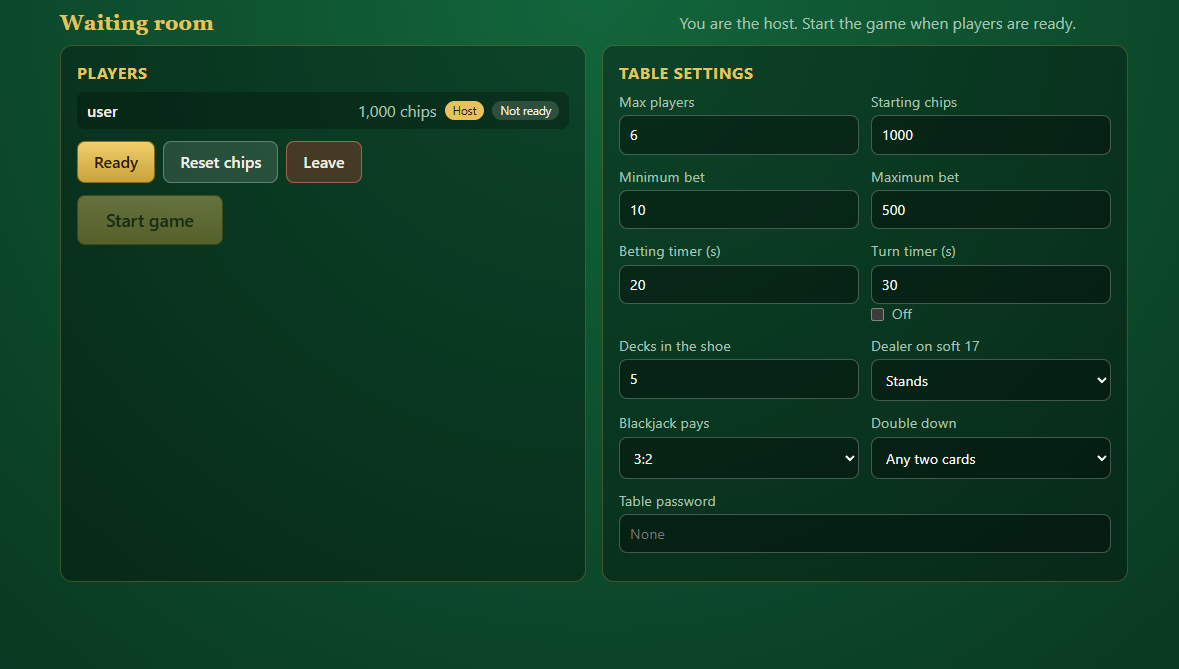 Waiting room
You are the host. Start the game when players are ready.
PLAYERS
user 1,000 chips Host Not ready
Ready Reset chips Leave
Start game
TABLE SETTINGS
Max players Starting chips
6 1000
Minimum bet Maximum bet
10 500
Betting timer (s) Turn timer (s)
20 30
Off
Decks in the shoe Dealer on soft 17
5 Stands
Blackjack pays Double down
3:2 Any two cards
Table password
None